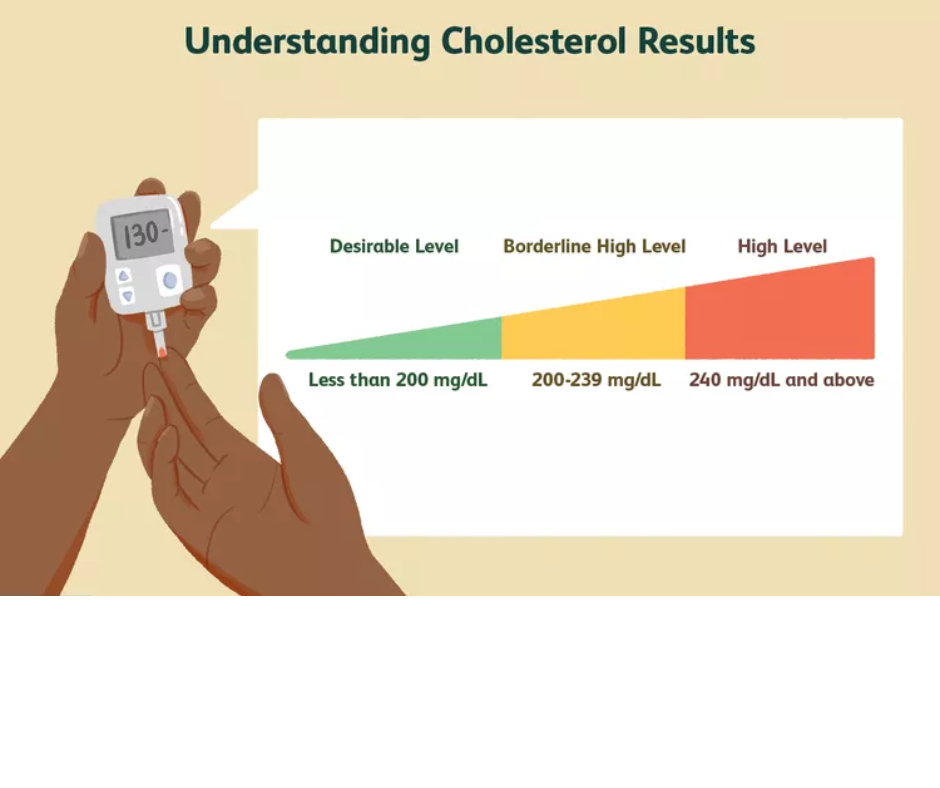 Understanding Cholesterol Results
130-
Desirable Level
Borderline High Level
High Level
Less than 200 mg/dL
200-239 mg/dL
240 mg/dL and above